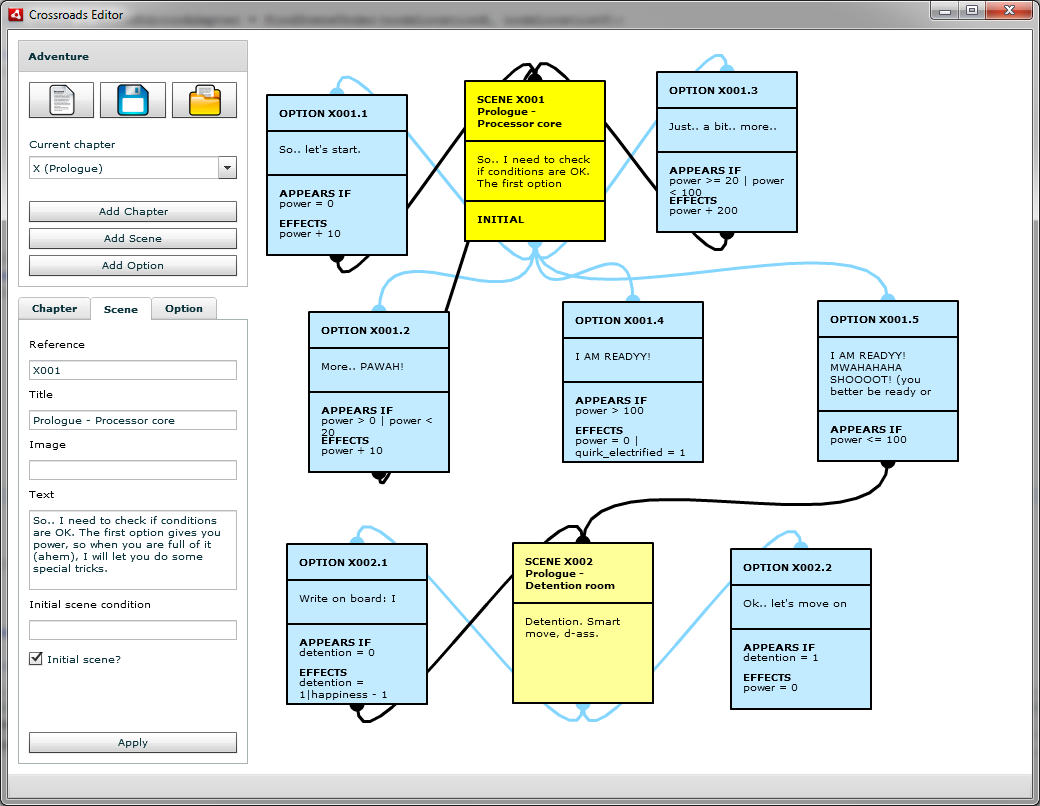 Crossroads Editor
Adventure
Current chapter
X (Prologue)
Add Chapter
Add Scene
Add Option
Chapter
Scene
Option
Reference
X001
Title
Prologue - Processor core
Image
Text
So.. I need to check if conditions
are OK. The first option gives you
power, so when you are full of it
(ahem), I will let you do some
special tricks.
Initial scene condition
Initial scene?
Apply
OPTION X001.1
So.. let's start.
APPEARS IF
power = 0
EFFECTS
power + 10
SCENE X001
Prologue -
Processor core
So.. I need to check
if conditions are OK.
The first option
INITIAL
OPTION X001.3
Just.. a bit.. more..
APPEARS IF
power >= 20 | power
< 100
EFFECTS
power + 200
OPTION X001.2
More.. PAWAH!
APPEARS IF
power > 0 | power <
20
EFFECTS
power + 10
OPTION X001.4
I AM READYY!
APPEARS IF
power > 100
EFFECTS
power = 0 |
quirk_electrified = 1
OPTION X001.5
I AM READYY!
MWAHAHAHA
SHOOOOT! (you
better be ready or
APPEARS IF
power <= 100
OPTION X002.1
Write on board: I
APPEARS IF
detention = 0
EFFECTS
detention =
1|happiness - 1
SCENE X002
Prologue -
Detention room
Detention. Smart
move, d-ass.
OPTION X002.2
Ok.. let's move on
APPEARS IF
detention = 1
EFFECTS
power = 0